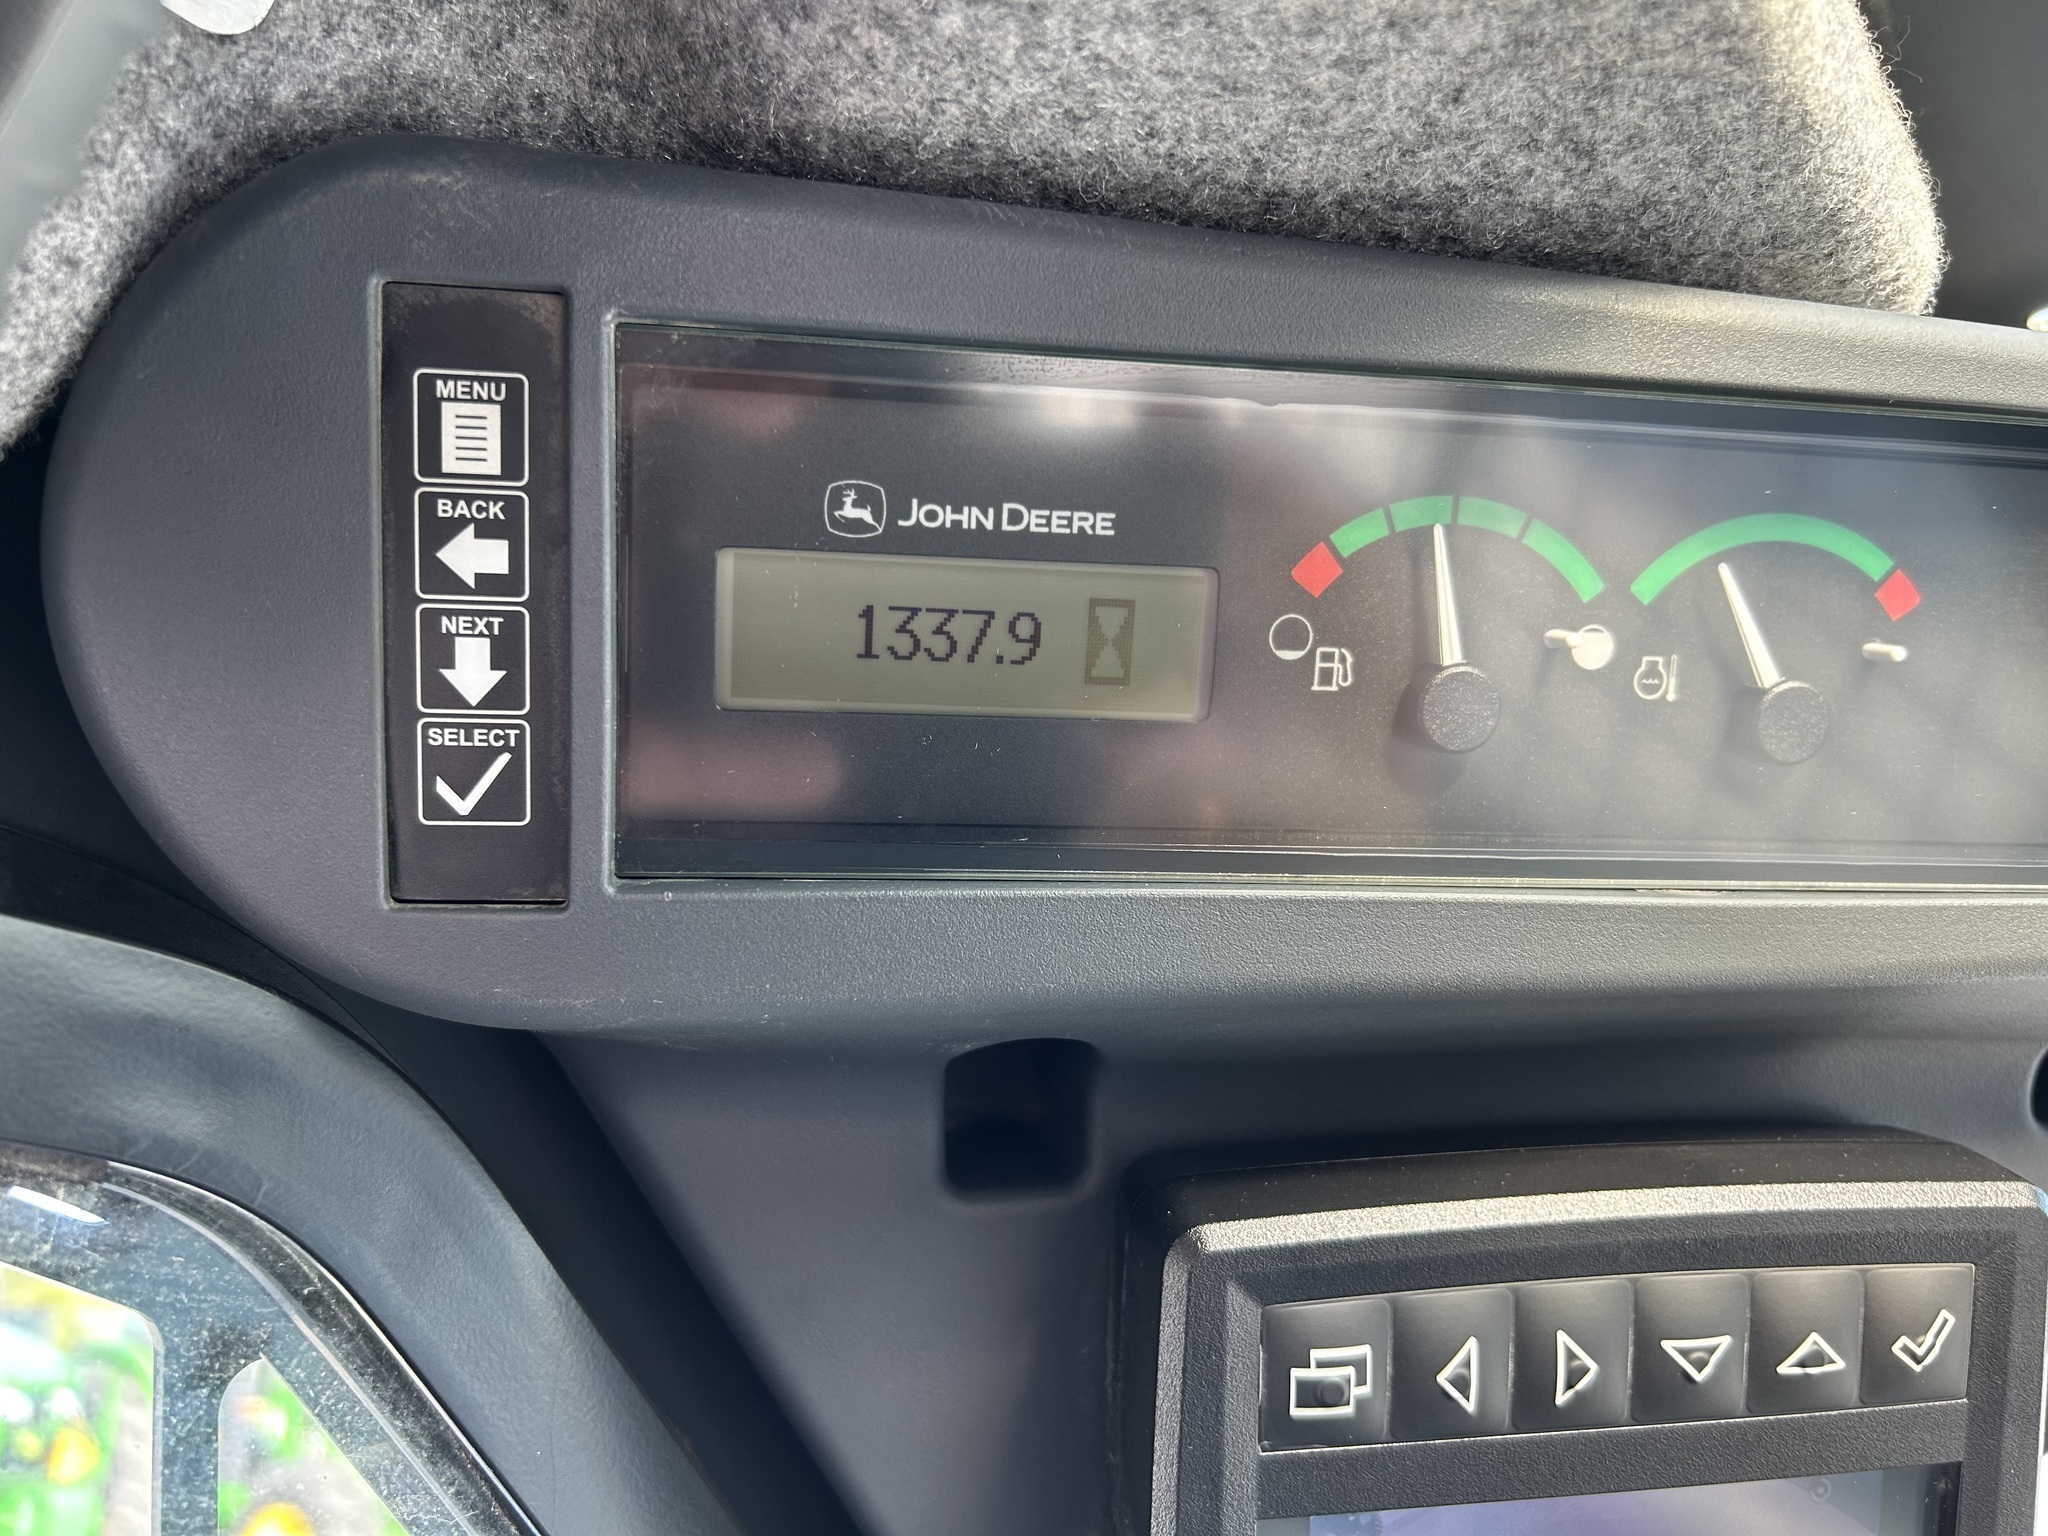 MENU
BACK
NEXT
SELECT
JOHN DEERE
1337.9